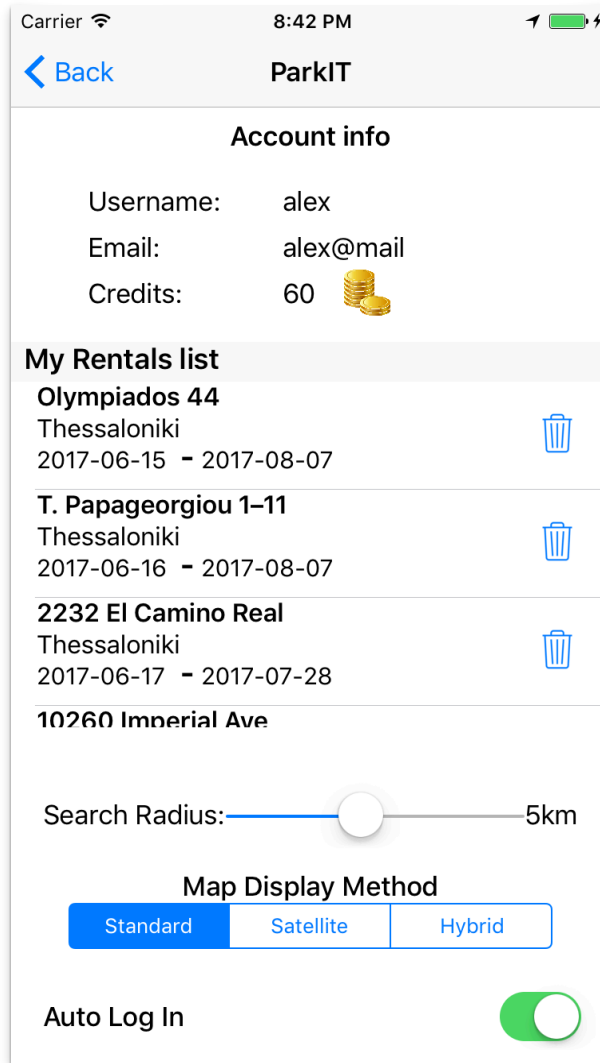 Carrier 8:42 PM
Back ParkIT
Account info
Username: alex
Email: alex@mail
Credits: 60
My Rentals list
Olympiados 44
Thessaloniki
2017-06-15 - 2017-08-07
T. Papageorgiou 1–11
Thessaloniki
2017-06-16 - 2017-08-07
2232 El Camino Real
Thessaloniki
2017-06-17 - 2017-07-28
10260 Imperial Ave
Search Radius: 5km
Map Display Method
Standard Satellite Hybrid
Auto Log In